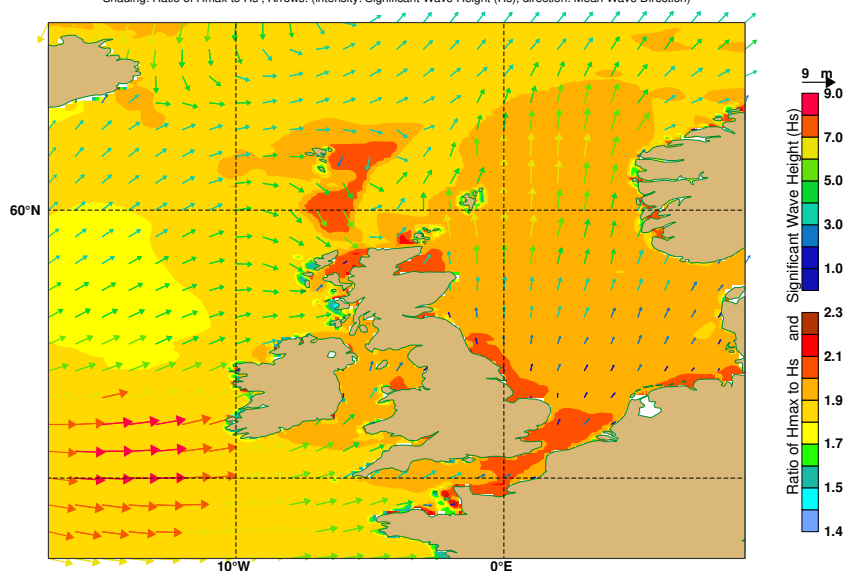 Shading: Ratio of Hmax to Hs , Arrows: (Intensity: Significant Wave Height (Hs), direction: Mean Wave Direction)
9 m
9.0
7.0
5.0
3.0
1.0
Significant Wave Height (Hs)
and
Ratio of Hmax to Hs
2.3
2.1
1.9
1.7
1.5
1.4
60°N
10°W
0°E